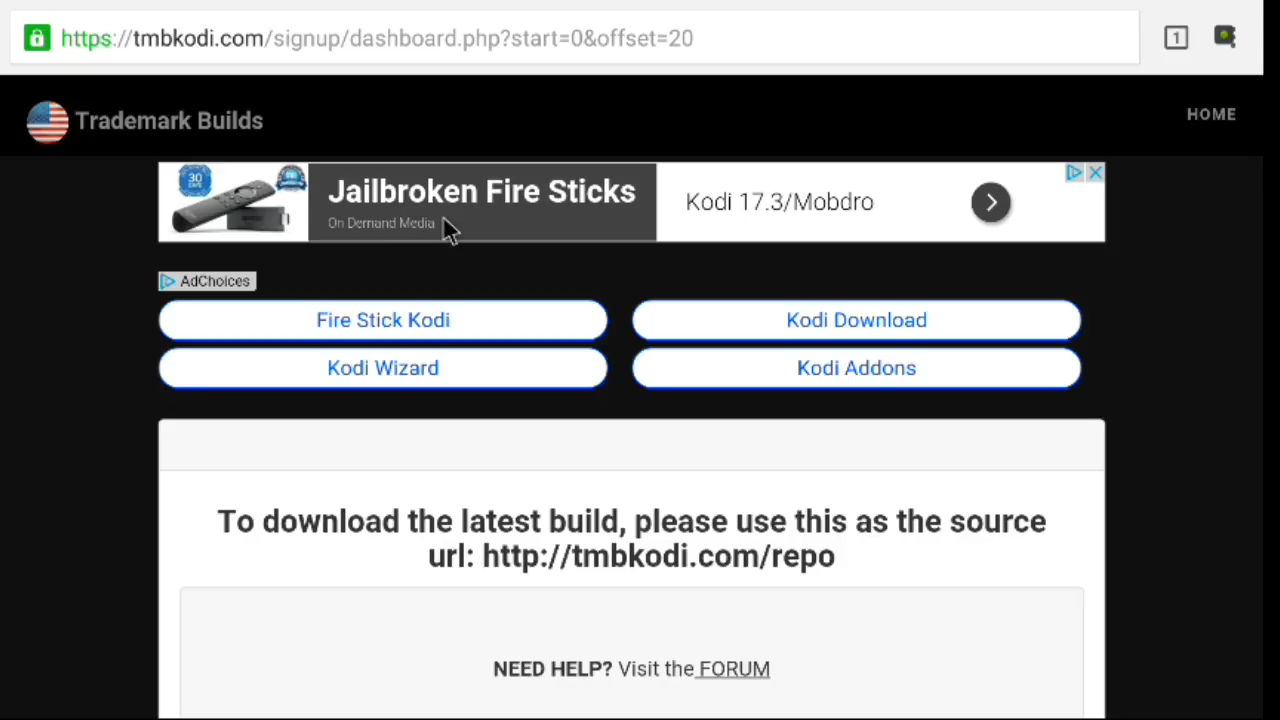 https://tmbkodi.com/signup/dashboard.php?start=0&offset=20
1
Trademark Builds
HOME
30
Jailbroken Fire Sticks
On Demand Media
Kodi 17.3/Mobdro
AdChoices
Fire Stick Kodi
Kodi Download
Kodi Wizard
Kodi Addons
To download the latest build, please use this as the source
url: http://tmbkodi.com/repo
NEED HELP? Visit the FORUM